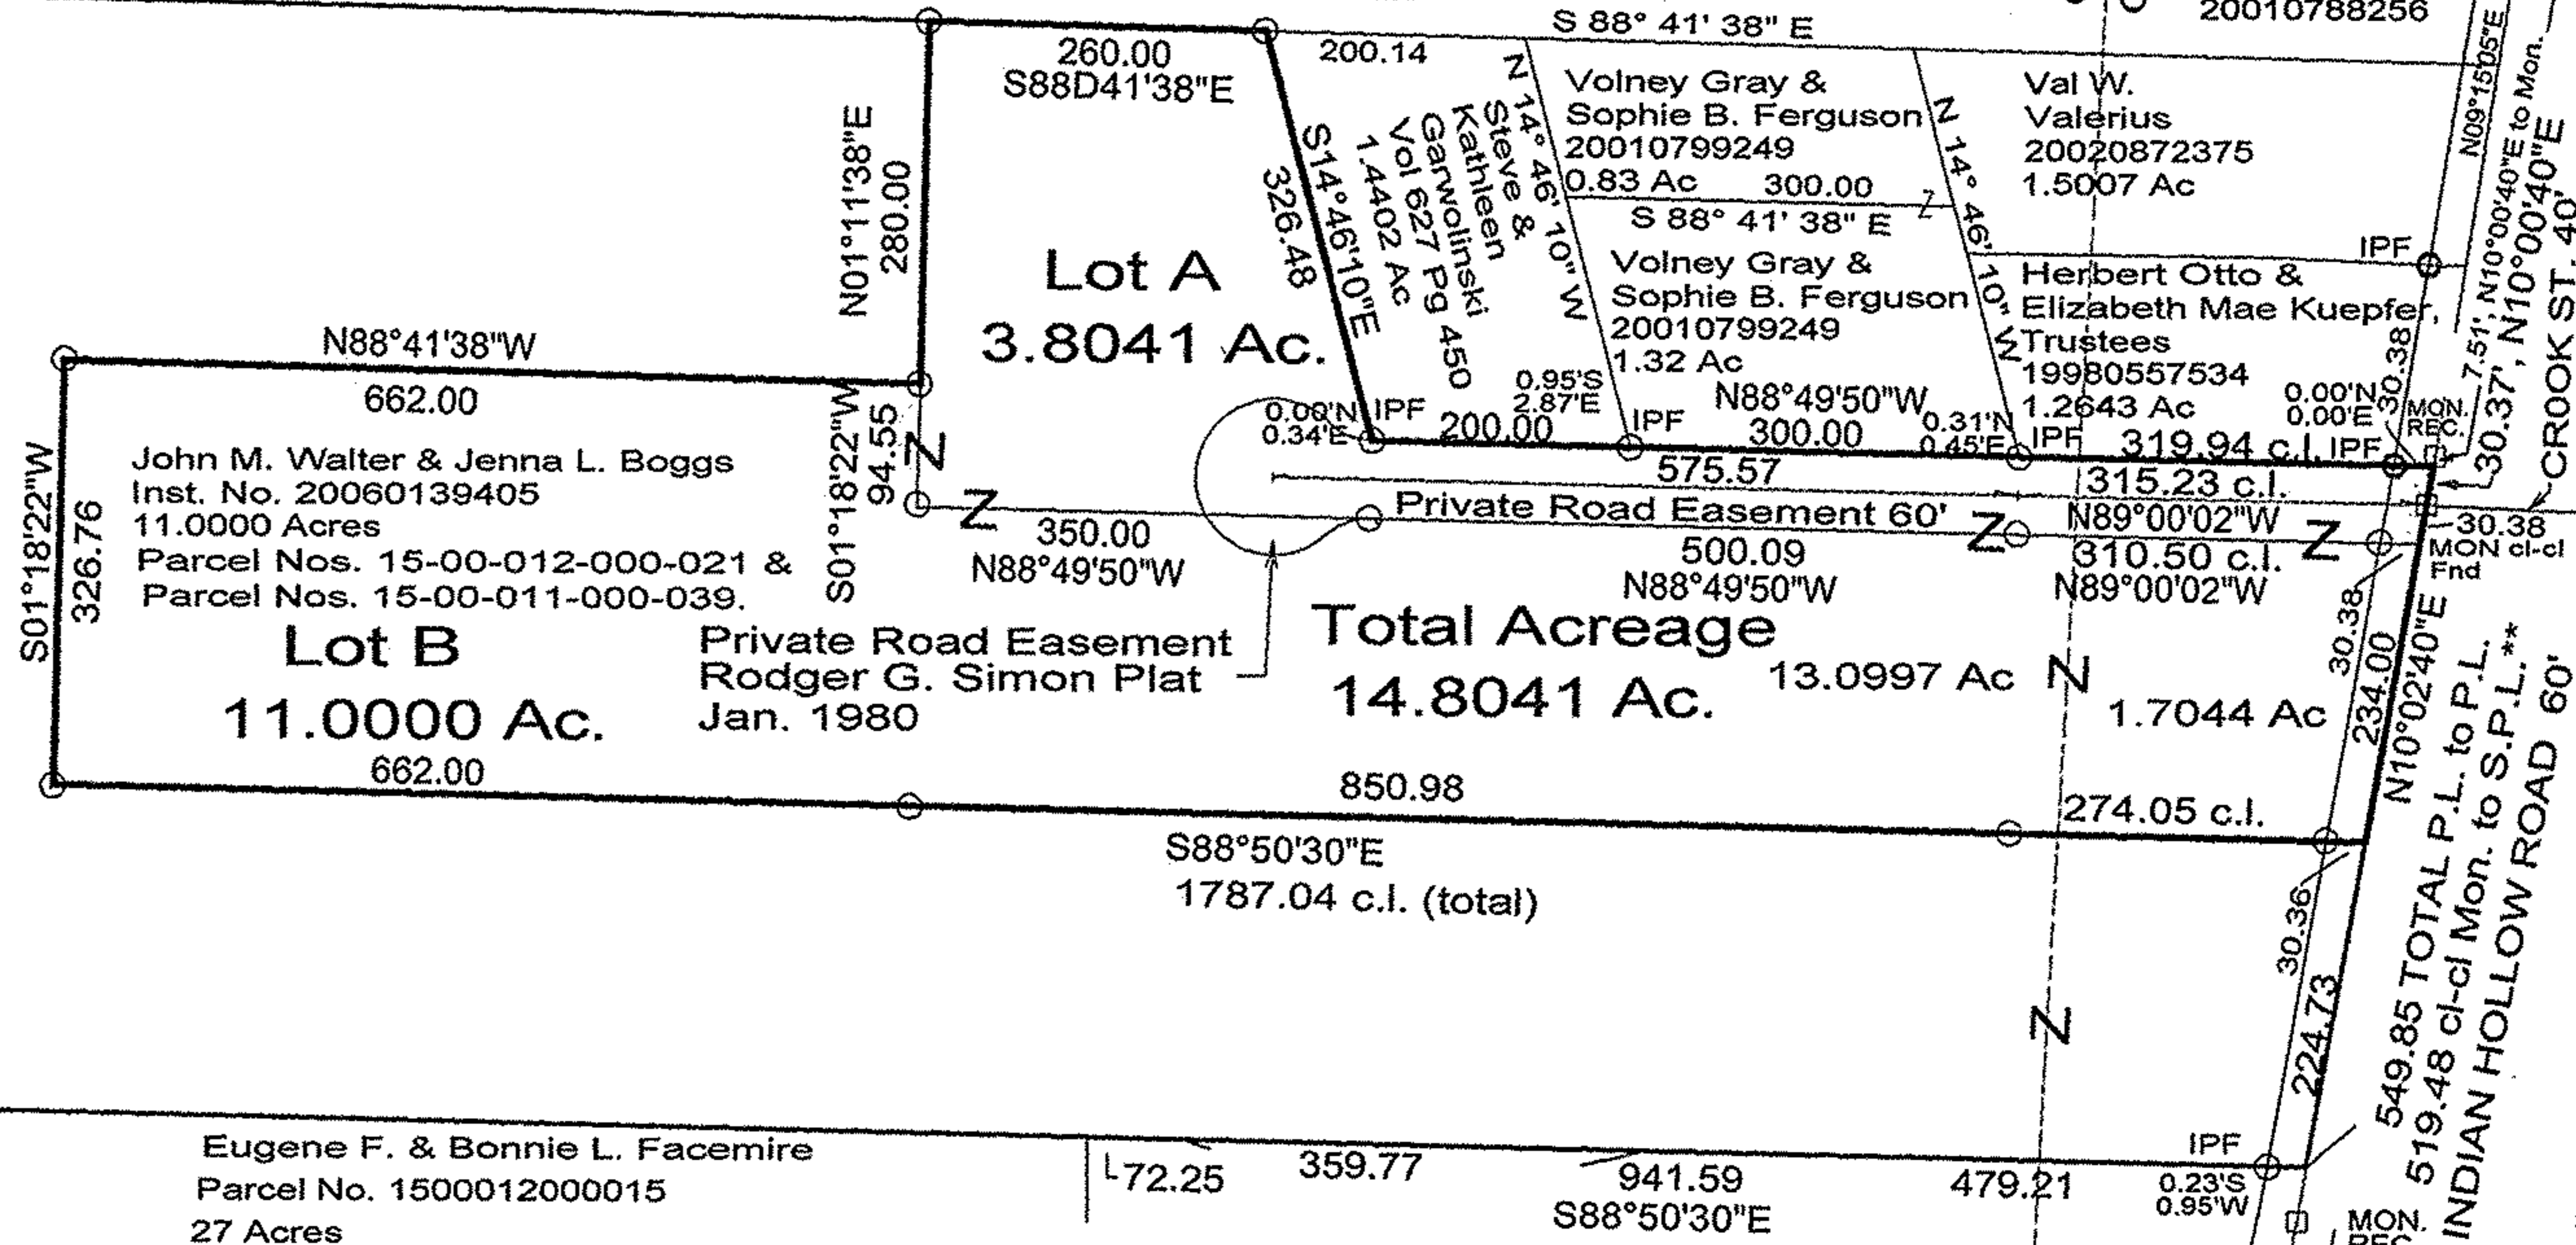 20010788256
S 88° 41' 38" E
260.00
S88D41'38"E
200.14
N 14° 46' 10" W
Volney Gray &
Sophie B. Ferguson
20010799249
0.83 Ac
300.00
Z
S 88° 41' 38" E
N 14° 46' 10" W
Val W.
Valerius
20020872375
1.5007 Ac
N09°15'05"E
7.51', N10°00'40"E to Mon.
30.37', N10°00'40"E
CROOK ST. 40'
N01°11'38"E
280.00
S14°46'10"E
326.48
Steve &
Kathleen
Garwolinski
Vol 627 Pg 450
1.4402 Ac
Lot A
3.8041 Ac.
Volney Gray &
Sophie B. Ferguson
20010799249
1.32 Ac
IPF
Herbert Otto &
Elizabeth Mae Kuepfer,
Trustees
19980557534
1.2643 Ac
30.38
0.00'N
0.00'E
MON.
REC.
N88°41'38"W
662.00
S01°18'22"W
94.55
N
0.00'N
0.34'E
IPF
200.00
0.95'S
2.87'E
IPF
N88°49'50"W
300.00
0.31'N
0.45'E
IPF
319.94 c.l.
IPF
575.57
315.23 c.l.
N89°00'02"W
Private Road Easement 60'
Z
350.00
N88°49'50"W
Z
500.09
N88°49'50"W
310.50 c.l.
N89°00'02"W
Z
30.38
MON cl-cl
Fnd
S01°18'22"W
326.76
John M. Walter & Jenna L. Boggs
Inst. No. 20060139405
11.0000 Acres
Parcel Nos. 15-00-012-000-021 &
Parcel Nos. 15-00-011-000-039.
Lot B
11.0000 Ac.
Private Road Easement
Rodger G. Simon Plat
Jan. 1980
Total Acreage
14.8041 Ac.
13.0997 Ac
N
1.7044 Ac
30.38
234.00
N10°02'40"E
662.00
850.98
274.05 c.l.
S88°50'30"E
1787.04 c.l. (total)
30.36
224.73
N
549.85 TOTAL P.L. to P.L.
519.48 cl-cl Mon. to S.P.L.**
INDIAN HOLLOW ROAD 60'
Eugene F. & Bonnie L. Facemire
Parcel No. 1500012000015
27 Acres
72.25
359.77
941.59
S88°50'30"E
479.21
IPF
0.23'S
0.95'W
MON.